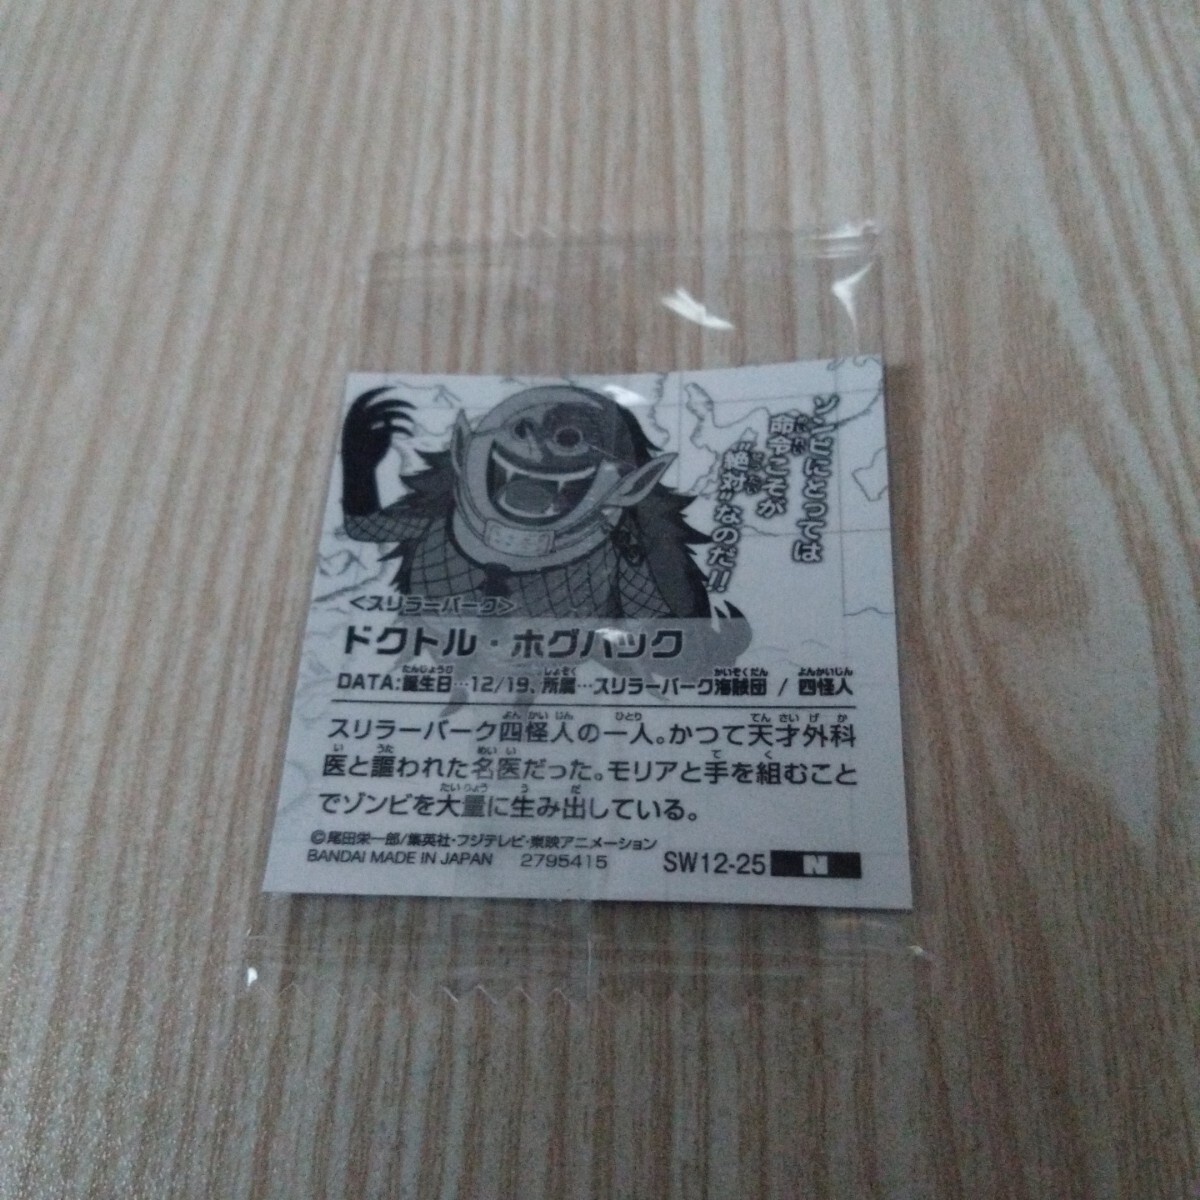 ゾンビにとっては
命令こそが
“絶対”なのだ!!
<スリラーバーク>
ドクトル・ホグバック
DATA:誕生日…12/19、所属…スリラーバーク海賊団 / 四怪人
スリラーバーク四怪人の一人。かつて天才外科
医と謳われた名医だった。モリアと手を組むこと
でゾンビを大量に生み出している。
©尾田栄一郎/集英社・フジテレビ・東映アニメーション
BANDAI MADE IN JAPAN 2795415 SW12-25 N